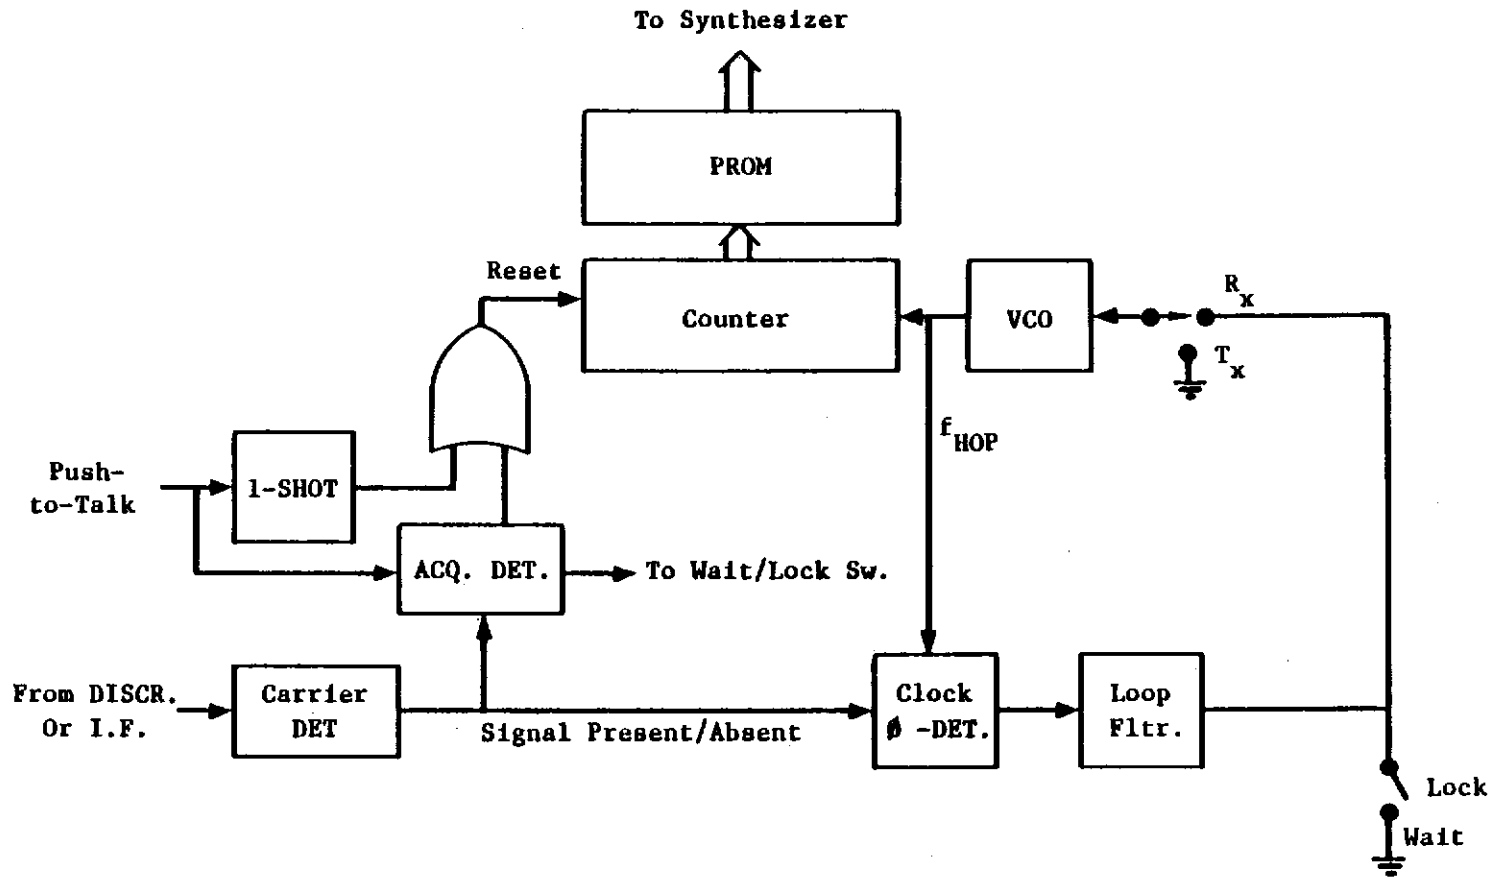 To Synthesizer
PROM
Reset
Counter
VCO
Rx
Tx
fHOP
Push-
to-Talk
1-SHOT
ACQ. DET.
To Wait/Lock Sw.
From DISCR.
Or I.F.
Carrier
DET
Signal Present/Absent
Clock
ø -DET.
Loop
Fltr.
Lock
Wait